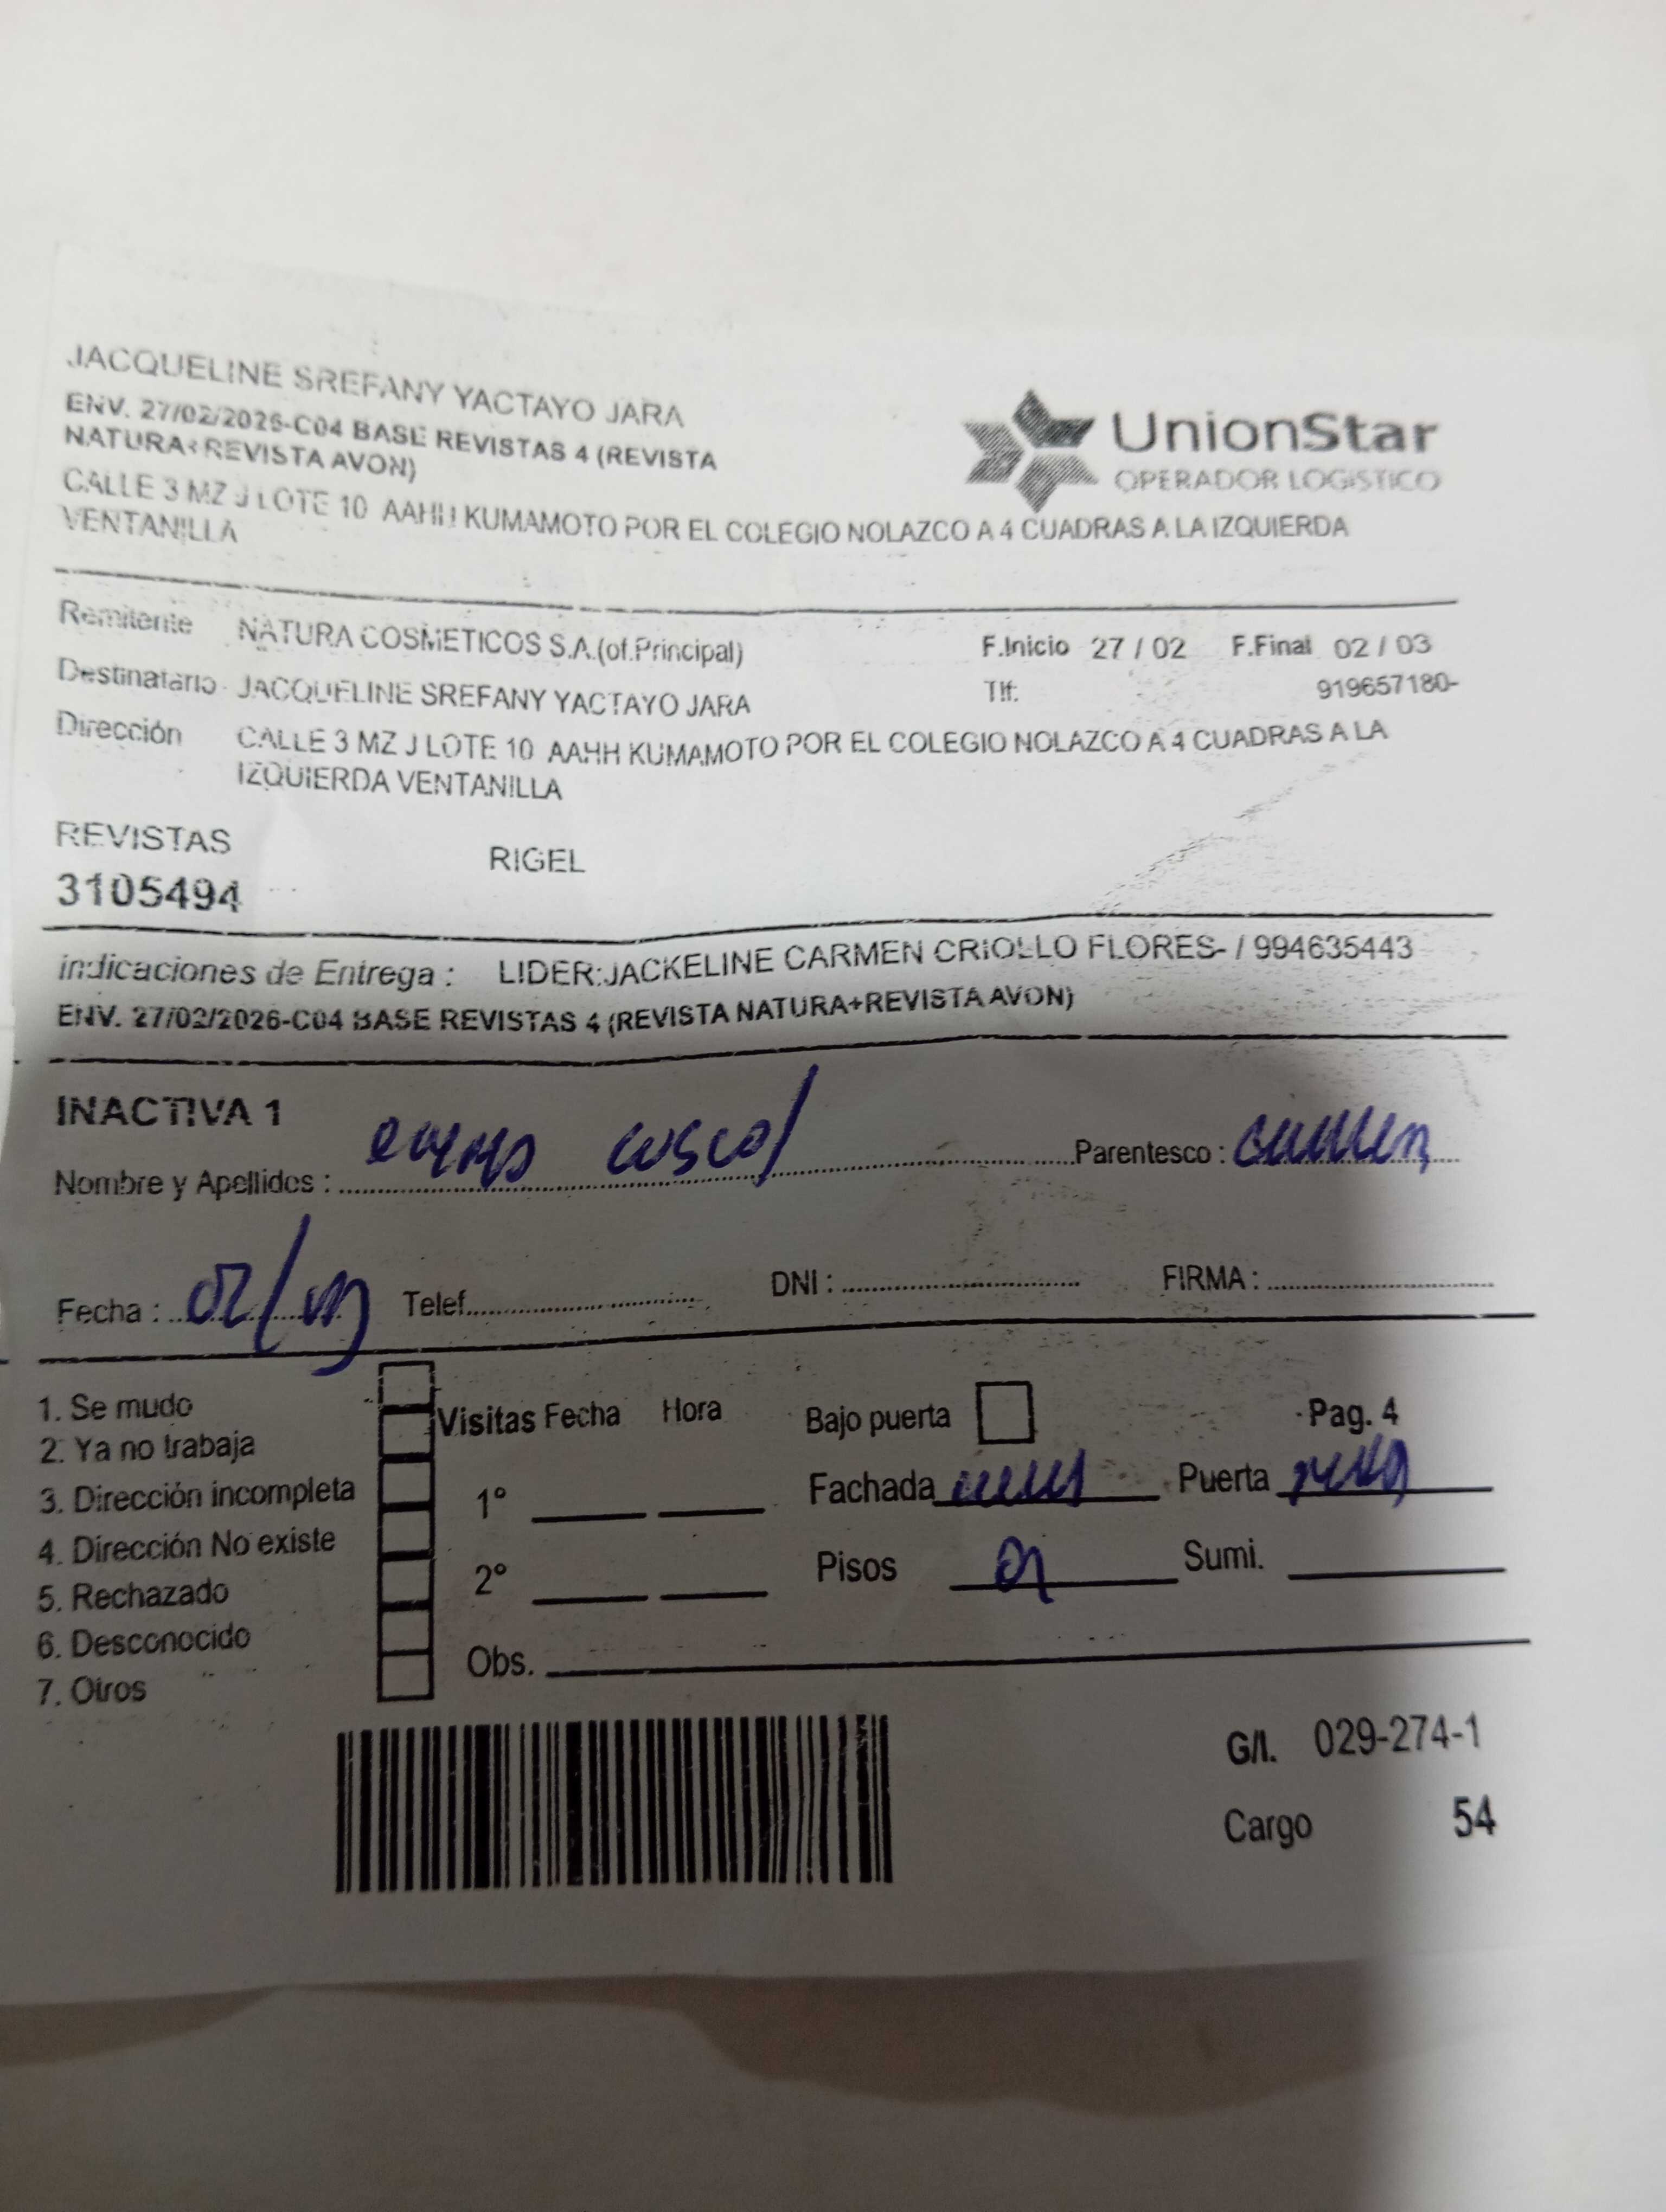 JACQUELINE SREFANY YACTAYO JARA
ENV. 27/02/2026-C04 BASE REVISTAS 4 (REVISTA
NATURA+REVISTA AVON)
CALLE 3 MZ J LOTE 10 AAHH KUMAMOTO POR EL COLEGIO NOLAZCO A 4 CUADRAS A LA IZQUIERDA
VENTANILLA
UnionStar
OPERADOR LOGISTICO
Remitente NATURA COSMETICOS S.A.(of.Principal) F.Inicio 27 / 02 F.Final 02 / 03
Destinatario JACQUELINE SREFANY YACTAYO JARA Tlf: 919657180-
Dirección CALLE 3 MZ J LOTE 10 AAHH KUMAMOTO POR EL COLEGIO NOLAZCO A 4 CUADRAS A LA
IZQUIERDA VENTANILLA
REVISTAS RIGEL
3105494
indicaciones de Entrega : LIDER:JACKELINE CARMEN CRIOLLO FLORES- / 994635443
ENV. 27/02/2026-C04 BASE REVISTAS 4 (REVISTA NATURA+REVISTA AVON)
INACTIVA 1
Nombre y Apellidos : Parentesco :
Fecha : Telef. DNI : FIRMA :
1. Se mudo
2. Ya no trabaja
3. Dirección incompleta
4. Dirección No existe
5. Rechazado
6. Desconocido
7. Otros
Visitas Fecha Hora Bajo puerta Pag. 4
1° Fachada Puerta
2° Pisos Sumi.
Obs.
G/I. 029-274-1
Cargo 54